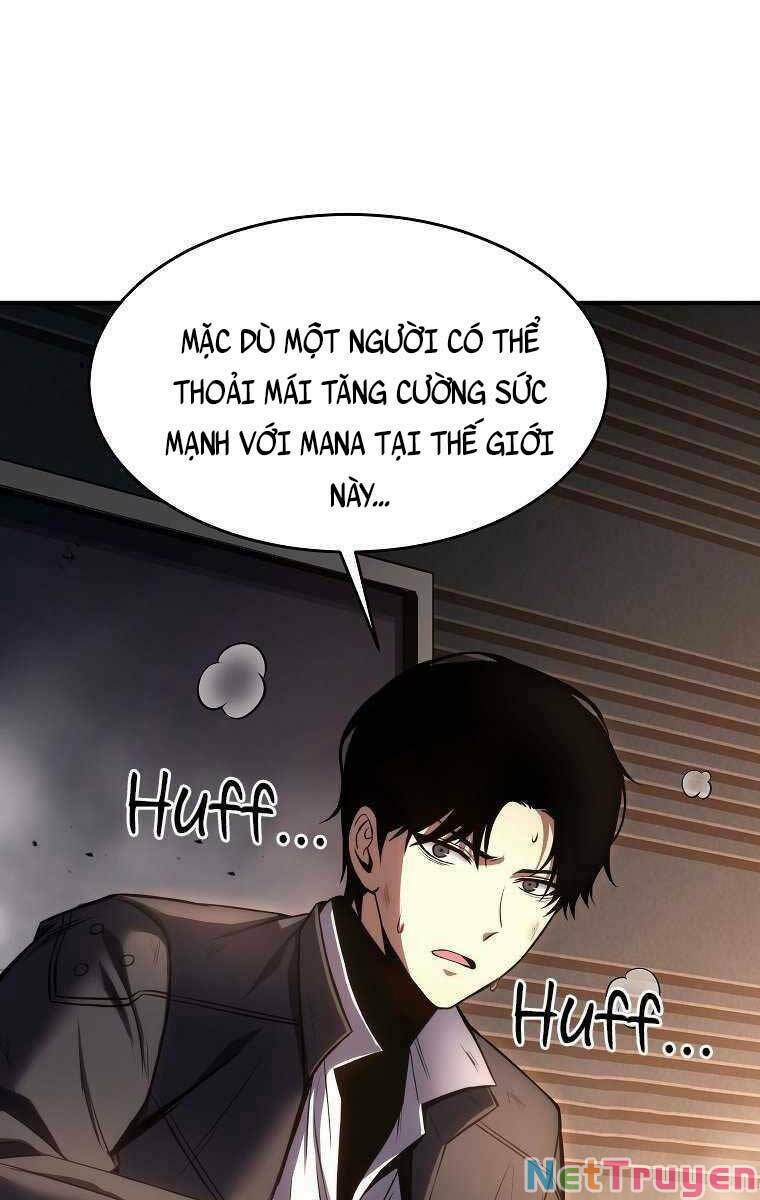 MẶC DÙ MỘT NGƯỜI CÓ THỂ
THOẢI MÁI TĂNG CƯỜNG SỨC
MẠNH VỚI MANA TẠI THẾ GIỚI
NÀY...
Huff...
Huff...
NetTruyen